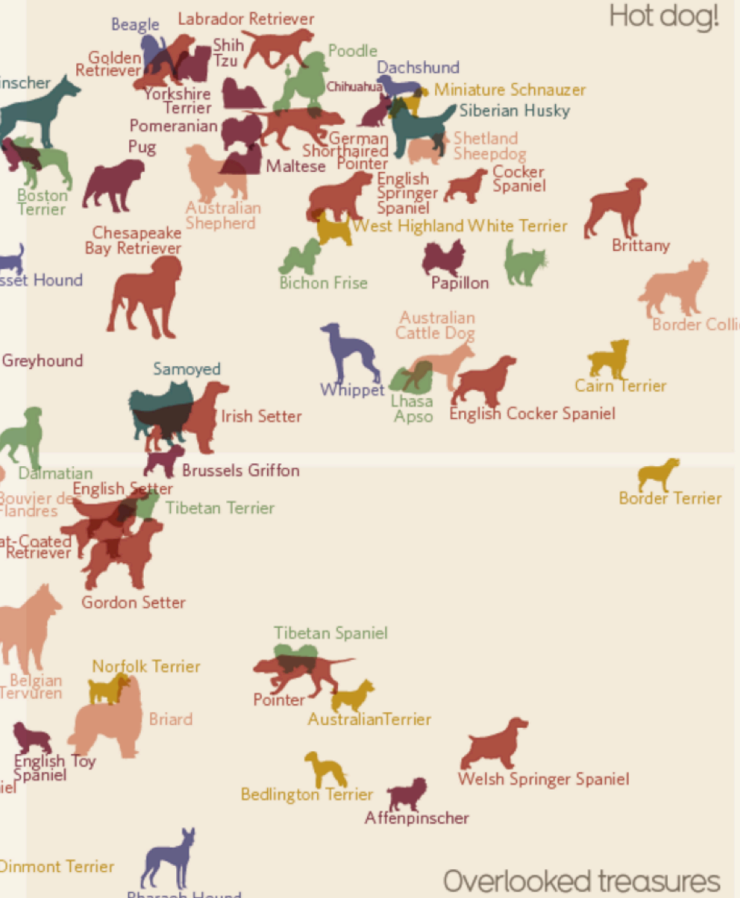 Hot dog!
Labrador Retriever
Beagle
Golden
Retriever
Shih
Tzu
Poodle
Dachshund
inscher
Yorkshire
Terrier
Chihuahua
Miniature Schnauzer
Siberian Husky
Pomeranian
Pug
German
Shorthaired
Pointer
Shetland
Sheepdog
Maltese
Boston
Terrier
Australian
Shepherd
English
Springer
Spaniel
Cocker
Spaniel
West Highland White Terrier
Brittany
Chesapeake
Bay Retriever
sset Hound
Bichon Frise
Papillon
Border Colli
Australian
Cattle Dog
Greyhound
Samoyed
Whippet
Cairn Terrier
Lhasa
Apso
English Cocker Spaniel
Irish Setter
Dalmatian
Brussels Griffon
Border Terrier
Bouvier des
Flandres
English Setter
Tibetan Terrier
at-Coated
Retriever
Gordon Setter
Tibetan Spaniel
Belgian
Tervuren
Norfolk Terrier
Pointer
AustralianTerrier
Briard
English Toy
Spaniel
iel
Welsh Springer Spaniel
Bedlington Terrier
Affenpinscher
Dinmont Terrier
Overlooked treasures
Pharaoh Hound